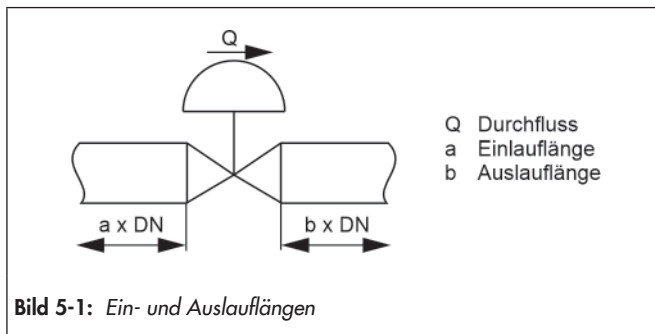 Q
Q Durchfluss
a Einlauflänge
b Auslauflänge
a x DN
b x DN
Bild 5-1: Ein- und Auslauflängen